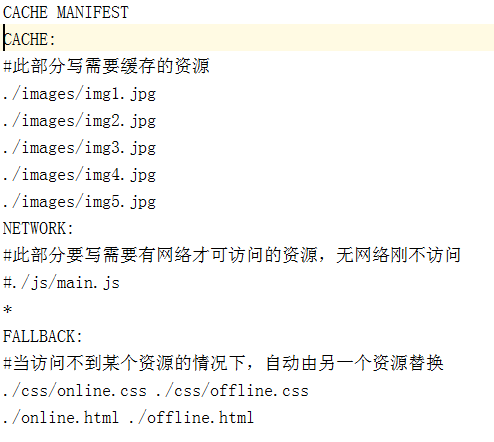 CACHE MANIFEST
CACHE:
#此部分写需要缓存的资源
./images/img1.jpg
./images/img2.jpg
./images/img3.jpg
./images/img4.jpg
./images/img5.jpg
NETWORK:
#此部分要写需要有网络才可访问的资源，无网络刚不访问
#./js/main.js
*
FALLBACK:
#当访问不到某个资源的情况下，自动由另一个资源替换
./css/online.css ./css/offline.css
./online.html ./offline.html